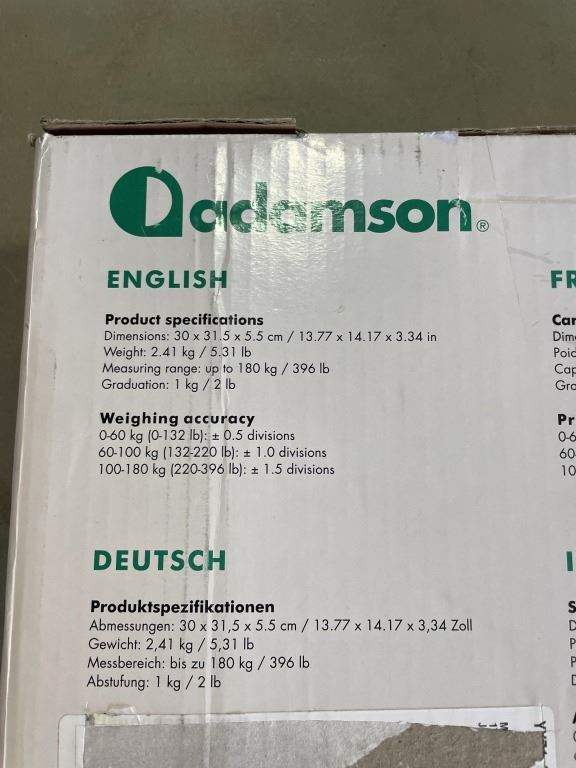 adamson®
ENGLISH
Product specifications
Dimensions: 30 x 31.5 x 5.5 cm / 13.77 x 14.17 x 3.34 in
Weight: 2.41 kg / 5.31 lb
Measuring range: up to 180 kg / 396 lb
Graduation: 1 kg / 2 lb
Weighing accuracy
0-60 kg (0-132 lb): ± 0.5 divisions
60-100 kg (132-220 lb): ± 1.0 divisions
100-180 kg (220-396 lb): ± 1.5 divisions
DEUTSCH
Produktspezifikationen
Abmessungen: 30 x 31,5 x 5.5 cm / 13.77 x 14.17 x 3,34 Zoll
Gewicht: 2,41 kg / 5,31 lb
Messbereich: bis zu 180 kg / 396 lb
Abstufung: 1 kg / 2 lb